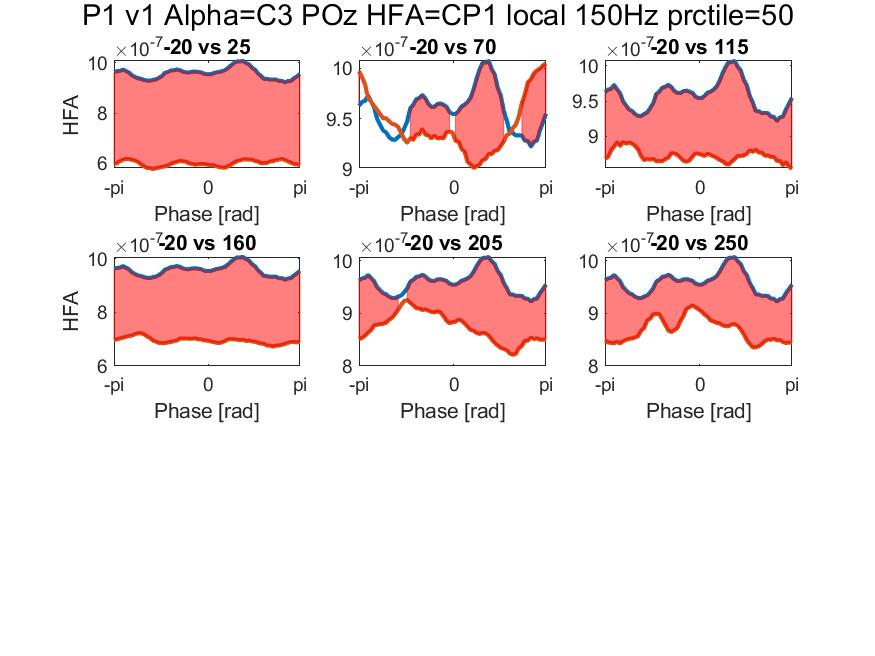 P1 v1 Alpha=C3 POz HFA=CP1 local 150Hz prctile=50
×10-7 -20 vs 25
×10-7 -20 vs 70
×10-7 -20 vs 115
10
8
6
HFA
-pi 0 pi
Phase [rad]
10
9.5
9
-pi 0 pi
Phase [rad]
10
9.5
9
-pi 0 pi
Phase [rad]
×10-7 -20 vs 160
×10-7 -20 vs 205
×10-7 -20 vs 250
10
8
6
HFA
-pi 0 pi
Phase [rad]
10
9
8
-pi 0 pi
Phase [rad]
10
9
8
-pi 0 pi
Phase [rad]